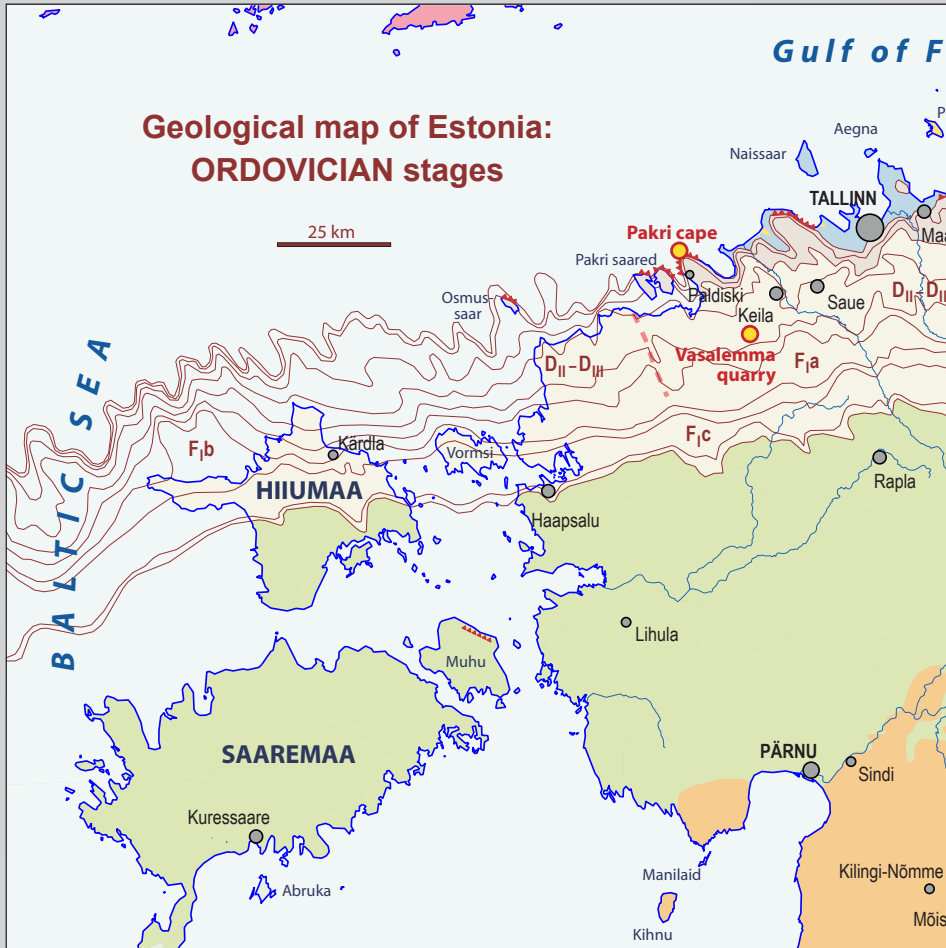 Gulf of F
Geological map of Estonia:
ORDOVICIAN stages
25 km
P
Aegna
Naissaar
TALLINN
Maa
Pakri cape
Pakri saared
Paldiski
Keila
Saue
DII–DII
Osmus-
saar
DII–DIII
Vasalemma
quarry
FIa
BALTIC SEA
FIb
Kärdla
Vormsi
FIc
HIIUMAA
Haapsalu
Rapla
Lihula
Muhu
SAAREMAA
PÄRNU
Sindi
Kuressaare
Abruka
Manilaid
Kihnu
Kilingi-Nõmme
Mõis